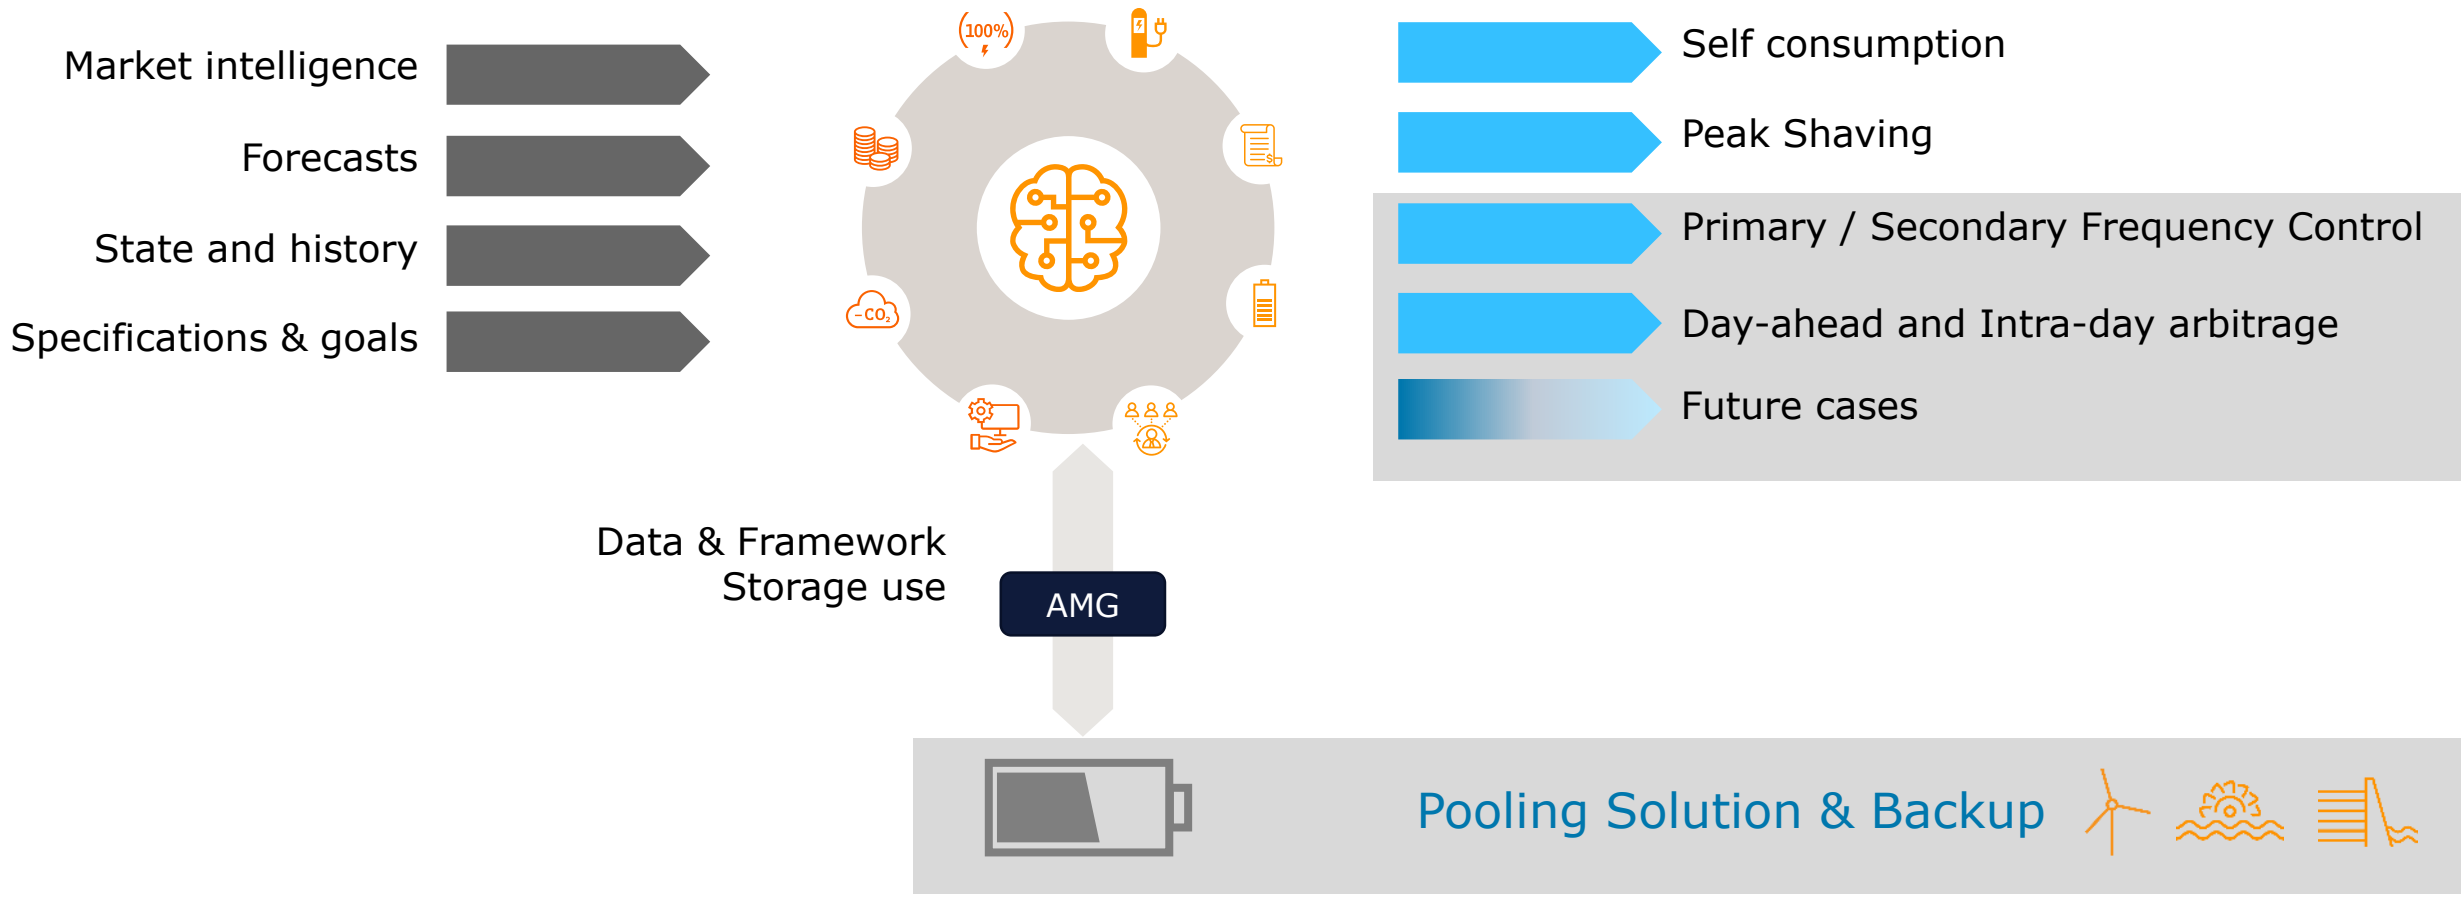 Market intelligence
Forecasts
State and history
Specifications & goals
(100%)
$
-CO₂
Self consumption
Peak Shaving
Primary / Secondary Frequency Control
Day-ahead and Intra-day arbitrage
Future cases
Data & Framework
Storage use
AMG
Pooling Solution & Backup